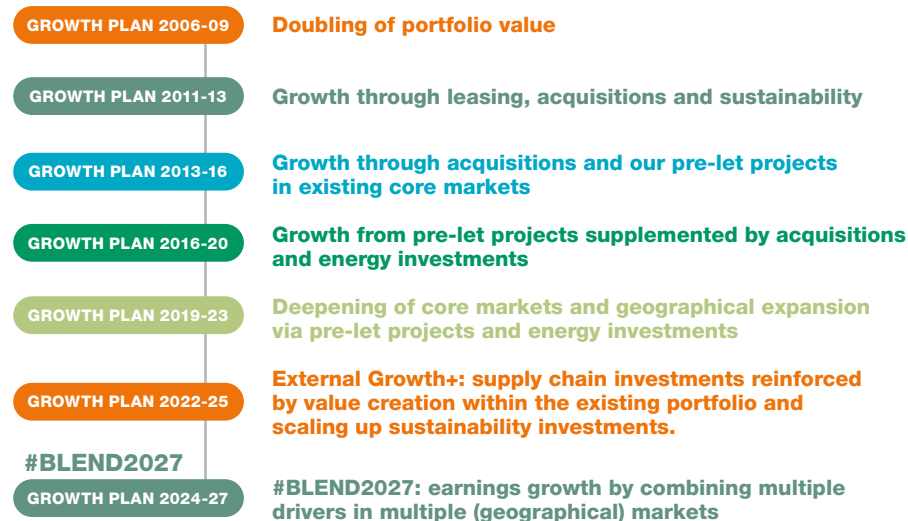 GROWTH PLAN 2006-09
Doubling of portfolio value
GROWTH PLAN 2011-13
Growth through leasing, acquisitions and sustainability
GROWTH PLAN 2013-16
Growth through acquisitions and our pre-let projects
in existing core markets
GROWTH PLAN 2016-20
Growth from pre-let projects supplemented by acquisitions
and energy investments
GROWTH PLAN 2019-23
Deepening of core markets and geographical expansion
via pre-let projects and energy investments
GROWTH PLAN 2022-25
External Growth+: supply chain investments reinforced
by value creation within the existing portfolio and
scaling up sustainability investments.
#BLEND2027
GROWTH PLAN 2024-27
#BLEND2027: earnings growth by combining multiple
drivers in multiple (geographical) markets